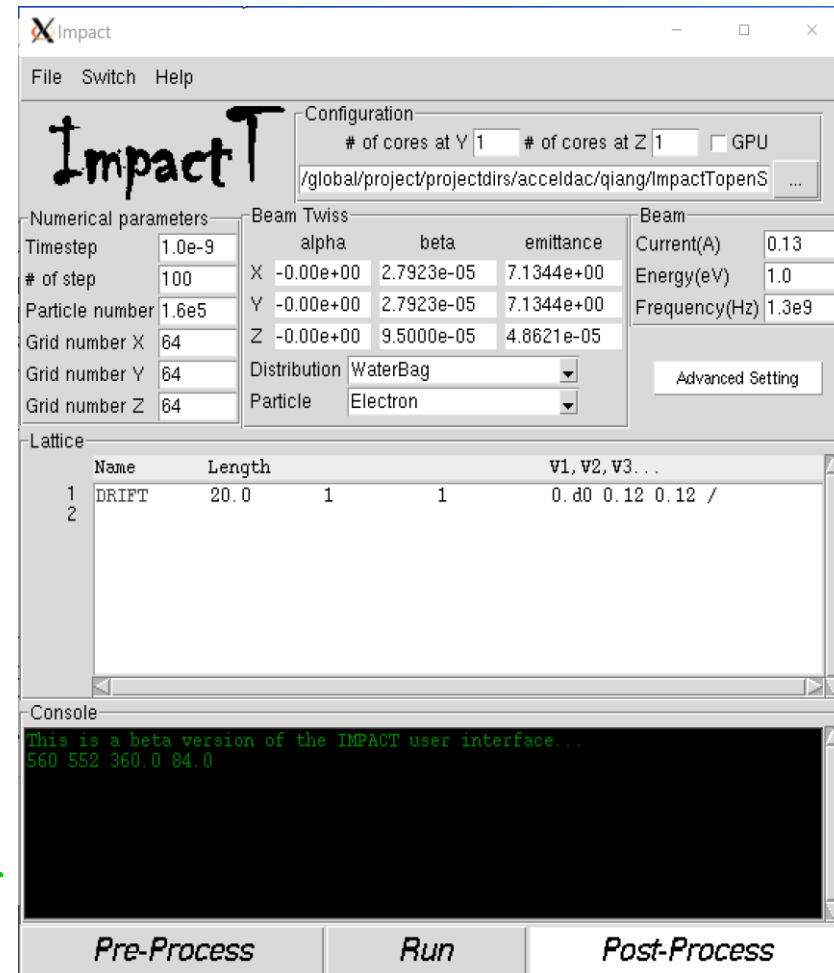 Impact
File Switch Help
ImpactT
Configuration
# of cores at Y 1 # of cores at Z 1 GPU
/global/project/projectdirs/acceldac/qiang/ImpactTopenS ...
Numerical parameters
Timestep 1.0e-9
# of step 100
Particle number 1.6e5
Grid number X 64
Grid number Y 64
Grid number Z 64
Beam Twiss
alpha beta emittance
X -0.00e+00 2.7923e-05 7.1344e+00
Y -0.00e+00 2.7923e-05 7.1344e+00
Z -0.00e+00 9.5000e-05 4.8621e-05
Distribution WaterBag
Particle Electron
Beam
Current(A) 0.13
Energy(eV) 1.0
Frequency(Hz) 1.3e9
Advanced Setting
Lattice
Name Length V1,V2,V3...
1 DRIFT 20.0 1 1 0.d0 0.12 0.12 /
2
Console
This is a beta version of the IMPACT user interface...
560 552 360.0 84.0
Pre-Process Run Post-Process